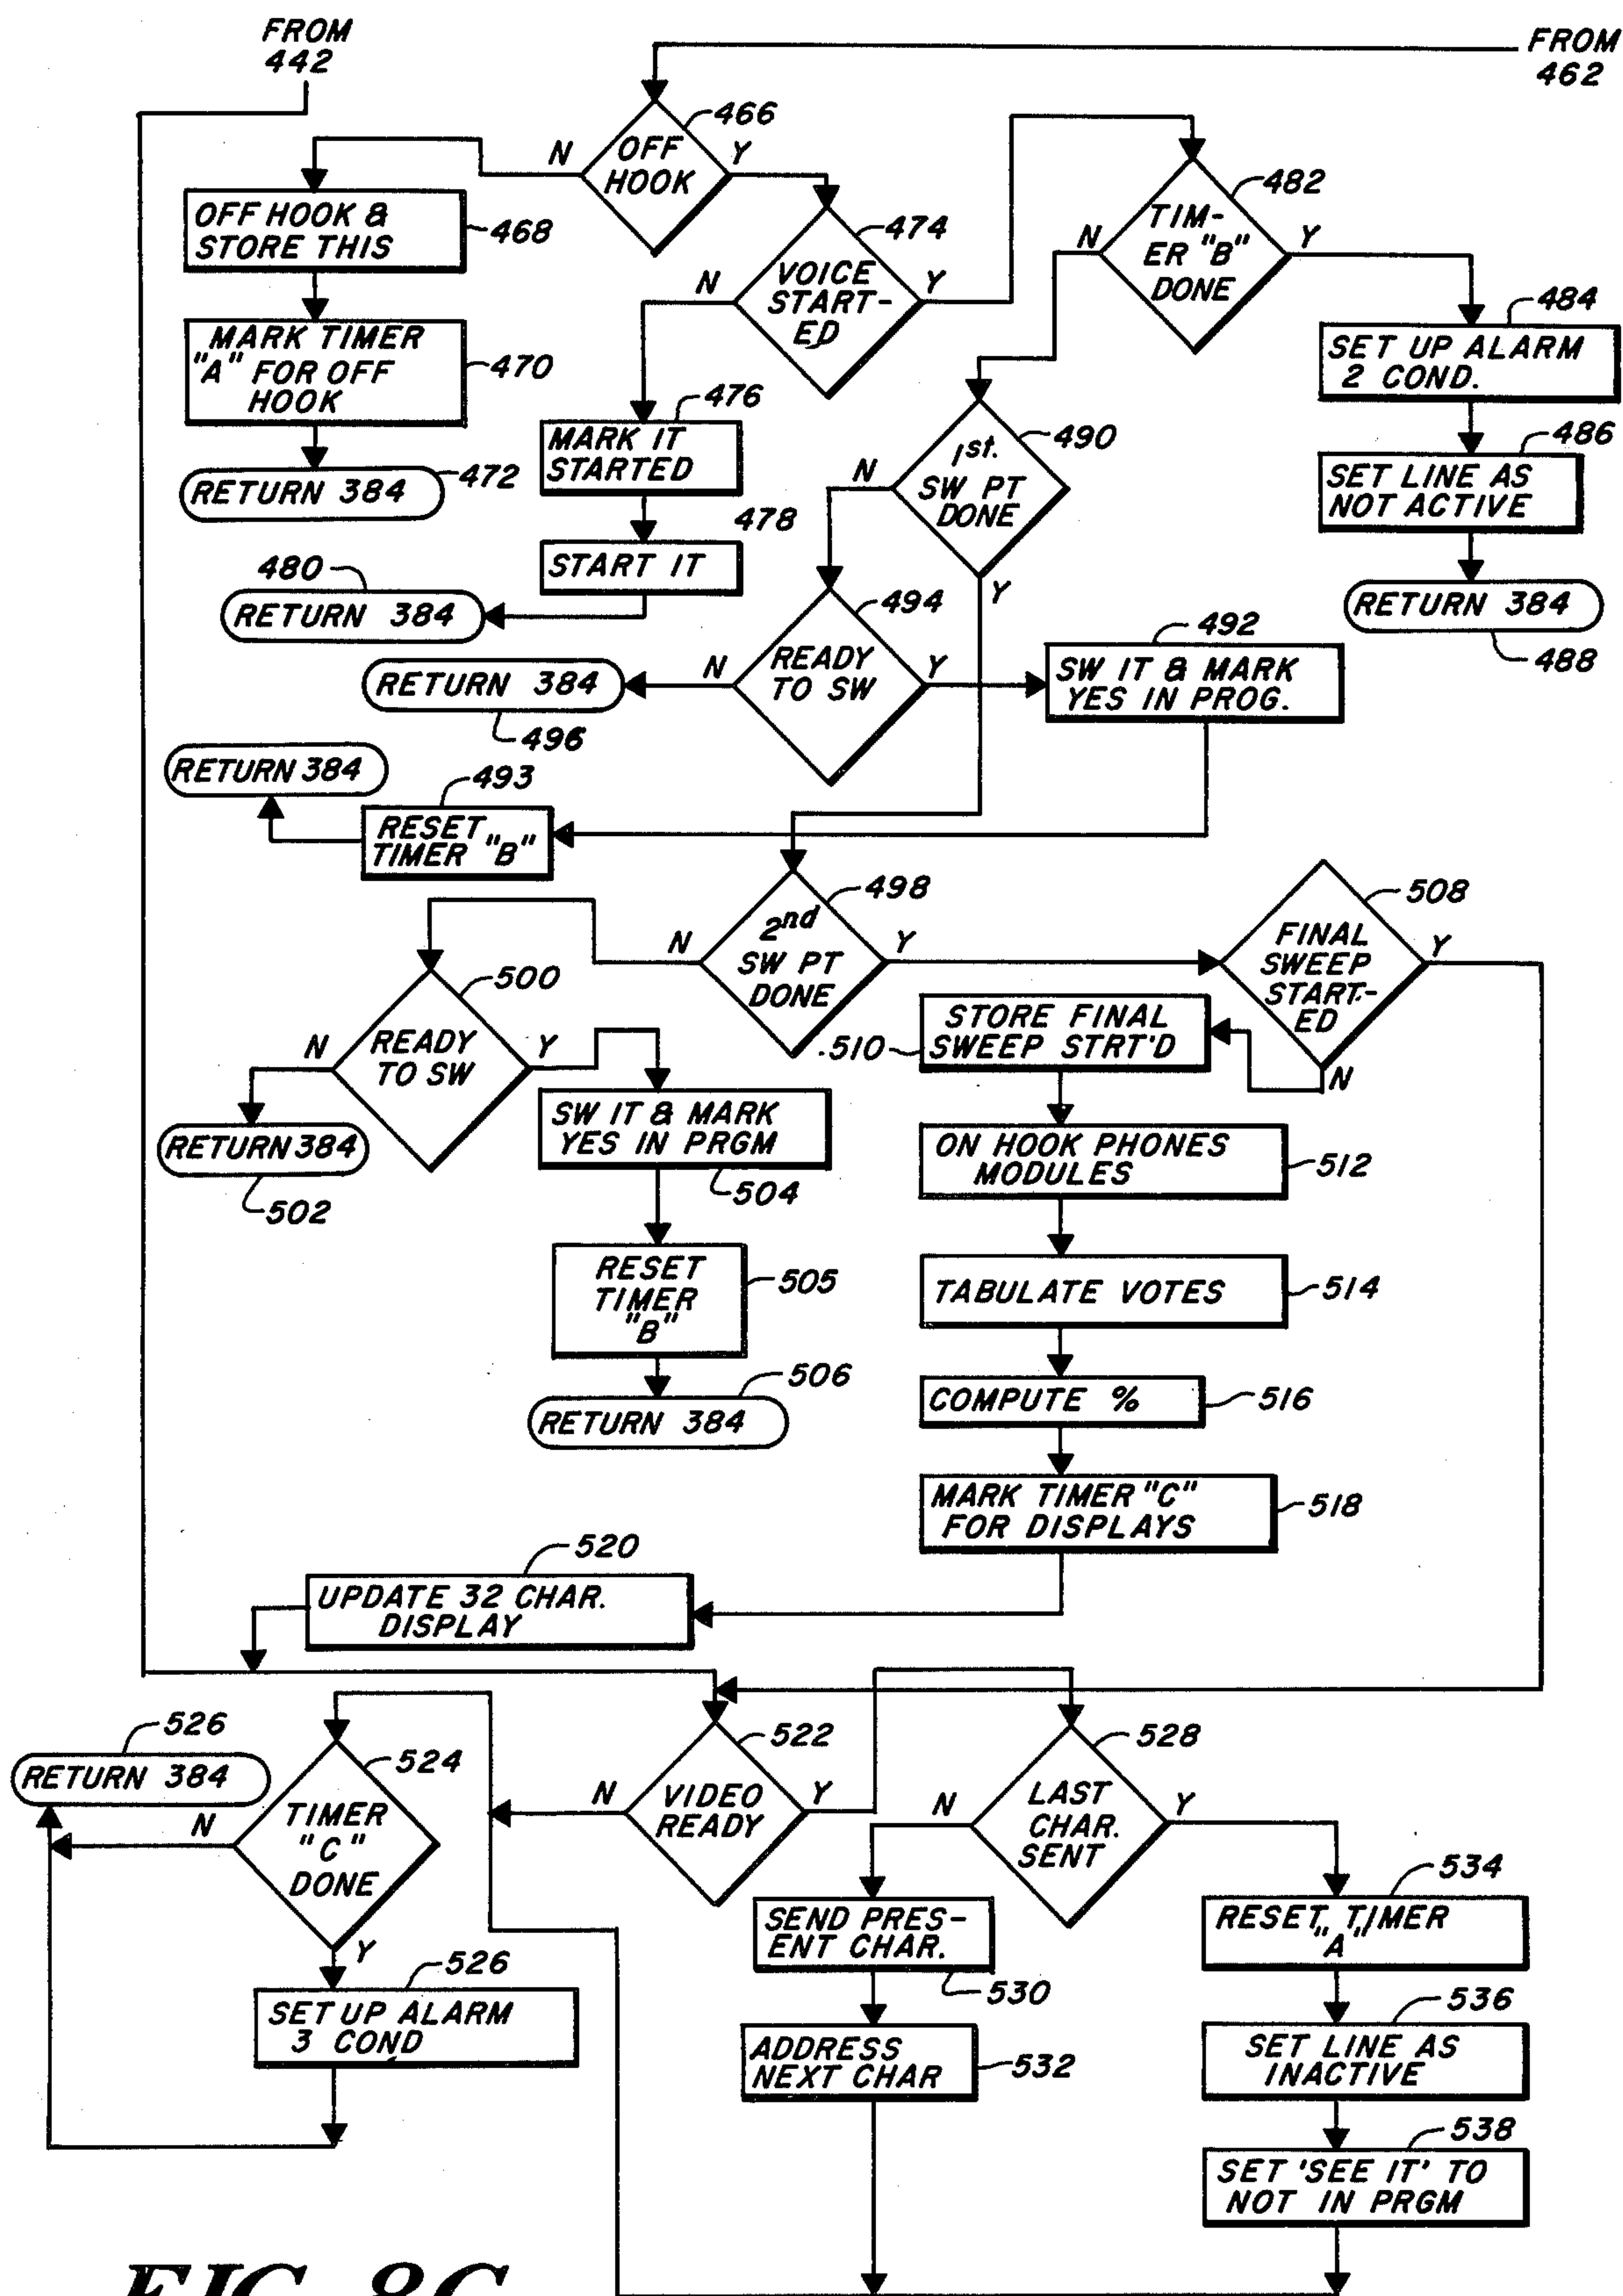 FROM
442
FROM
462
466
OFF
HOOK
N
Y
OFF HOOK &
STORE THIS
468
474
VOICE
START-
ED
N
Y
482
TIM-
ER "B"
DONE
N
Y
MARK TIMER
"A" FOR OFF
HOOK
470
484
SET UP ALARM
2 COND.
RETURN 384
472
476
MARK IT
STARTED
490
1st.
SW PT
DONE
N
Y
486
SET LINE AS
NOT ACTIVE
478
START IT
480
RETURN 384
494
READY
TO SW
N
Y
RETURN 384
488
492
SW IT & MARK
YES IN PROG.
RETURN 384
496
RETURN 384
493
RESET
TIMER "B"
498
2nd
SW PT
DONE
N
Y
508
FINAL
SWEEP
START-
ED
Y
N
500
READY
TO SW
N
Y
510
STORE FINAL
SWEEP STRT'D
RETURN 384
502
SW IT & MARK
YES IN PRGM
504
ON HOOK PHONES
MODULES
512
RESET
TIMER
"B"
505
TABULATE VOTES
514
506
RETURN 384
COMPUTE %
516
MARK TIMER "C"
FOR DISPLAYS
518
520
UPDATE 32 CHAR.
DISPLAY
526
RETURN 384
524
TIMER
"C"
DONE
N
Y
522
VIDEO
READY
N
Y
528
LAST
CHAR.
SENT
N
Y
534
RESET TIMER
"A"
SEND PRES-
ENT CHAR.
530
526
SET UP ALARM
3 COND
536
SET LINE AS
INACTIVE
ADDRESS
NEXT CHAR
532
538
SET 'SEE IT' TO
NOT IN PRGM
FIG. 8C